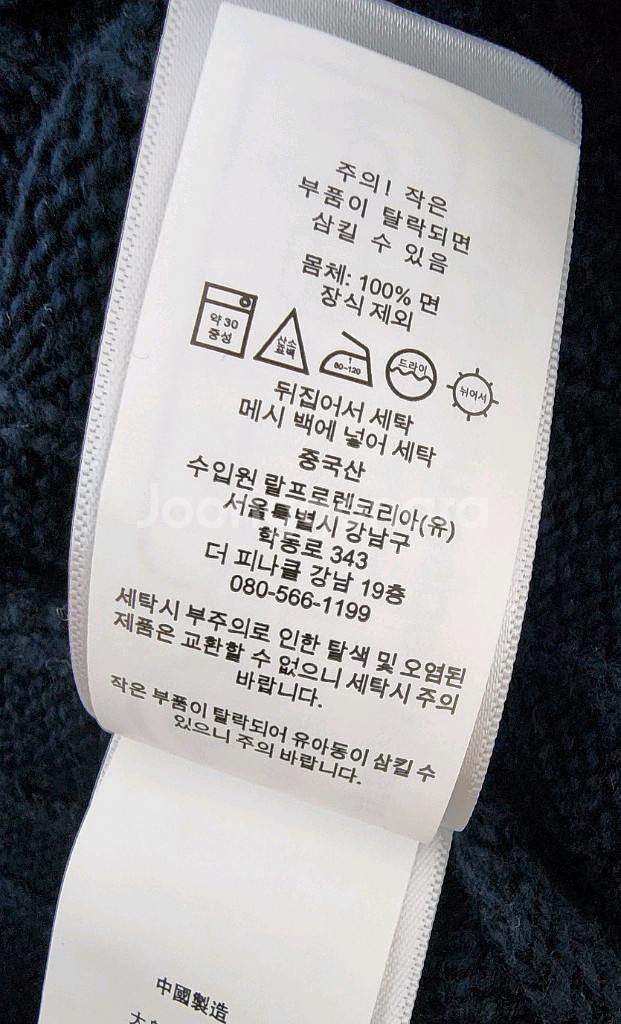 주의! 작은
부품이 탈락되면
삼킬 수 있음
몸체: 100% 면
장식 제외
약 30
중성
산소
표백
1
80~120
드라이
뉘어서
뒤집어서 세탁
메시 백에 넣어 세탁
중국산
수입원 랄프로렌코리아(유)
서울특별시 강남구
학동로 343
더 피나클 강남 19층
080-566-1199
세탁시 부주의로 인한 탈색 및 오염된
제품은 교환할 수 없으니 세탁시 주의
바랍니다.
작은 부품이 탈락되어 유아동이 삼킬 수
있으니 주의 바랍니다.
中國製造